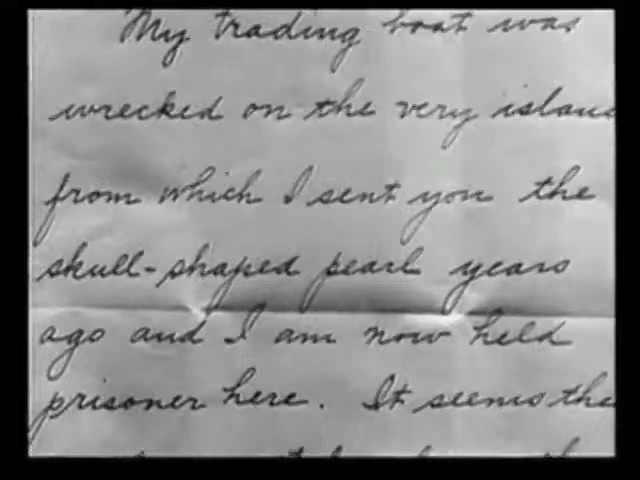 My trading boat was
wrecked on the very island
from which I sent you the
skull-shaped pearl years
ago and I am now held
prisoner here. It seems the